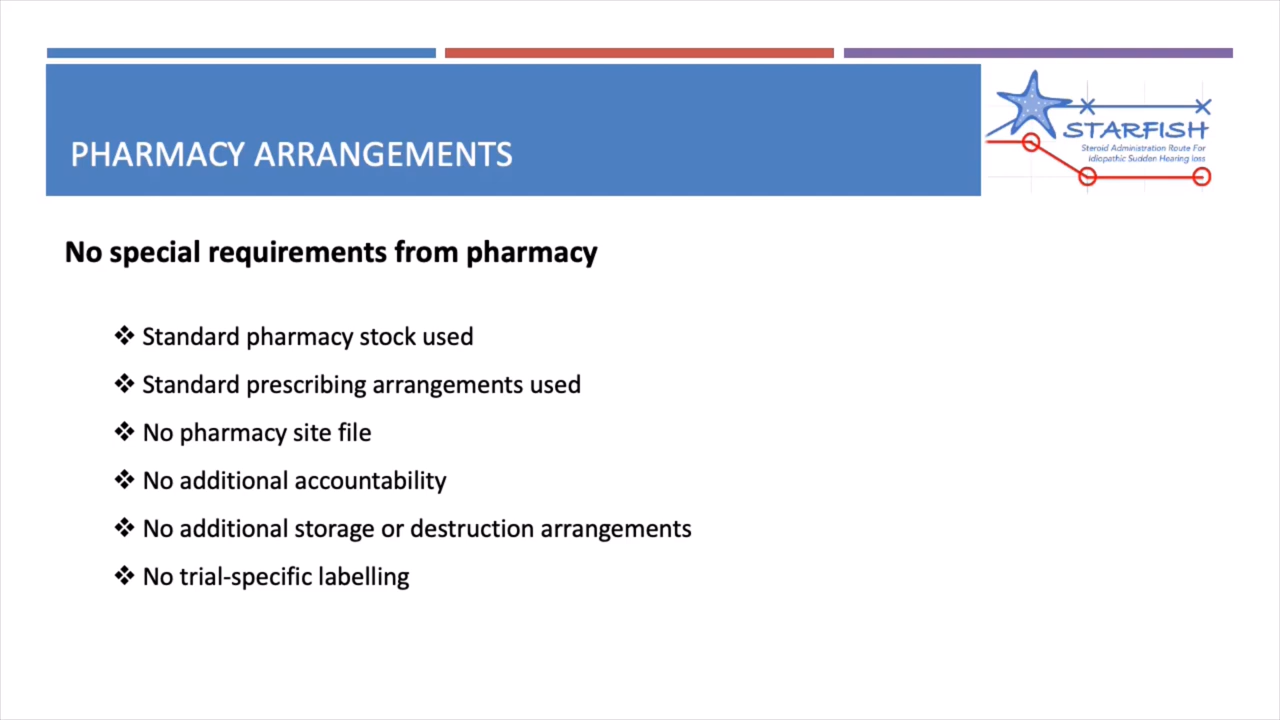 PHARMACY ARRANGEMENTS
STARFISH
Steroid Administration Route For
Idiopathic Sudden Hearing loss
No special requirements from pharmacy
❖ Standard pharmacy stock used
❖ Standard prescribing arrangements used
❖ No pharmacy site file
❖ No additional accountability
❖ No additional storage or destruction arrangements
❖ No trial-specific labelling